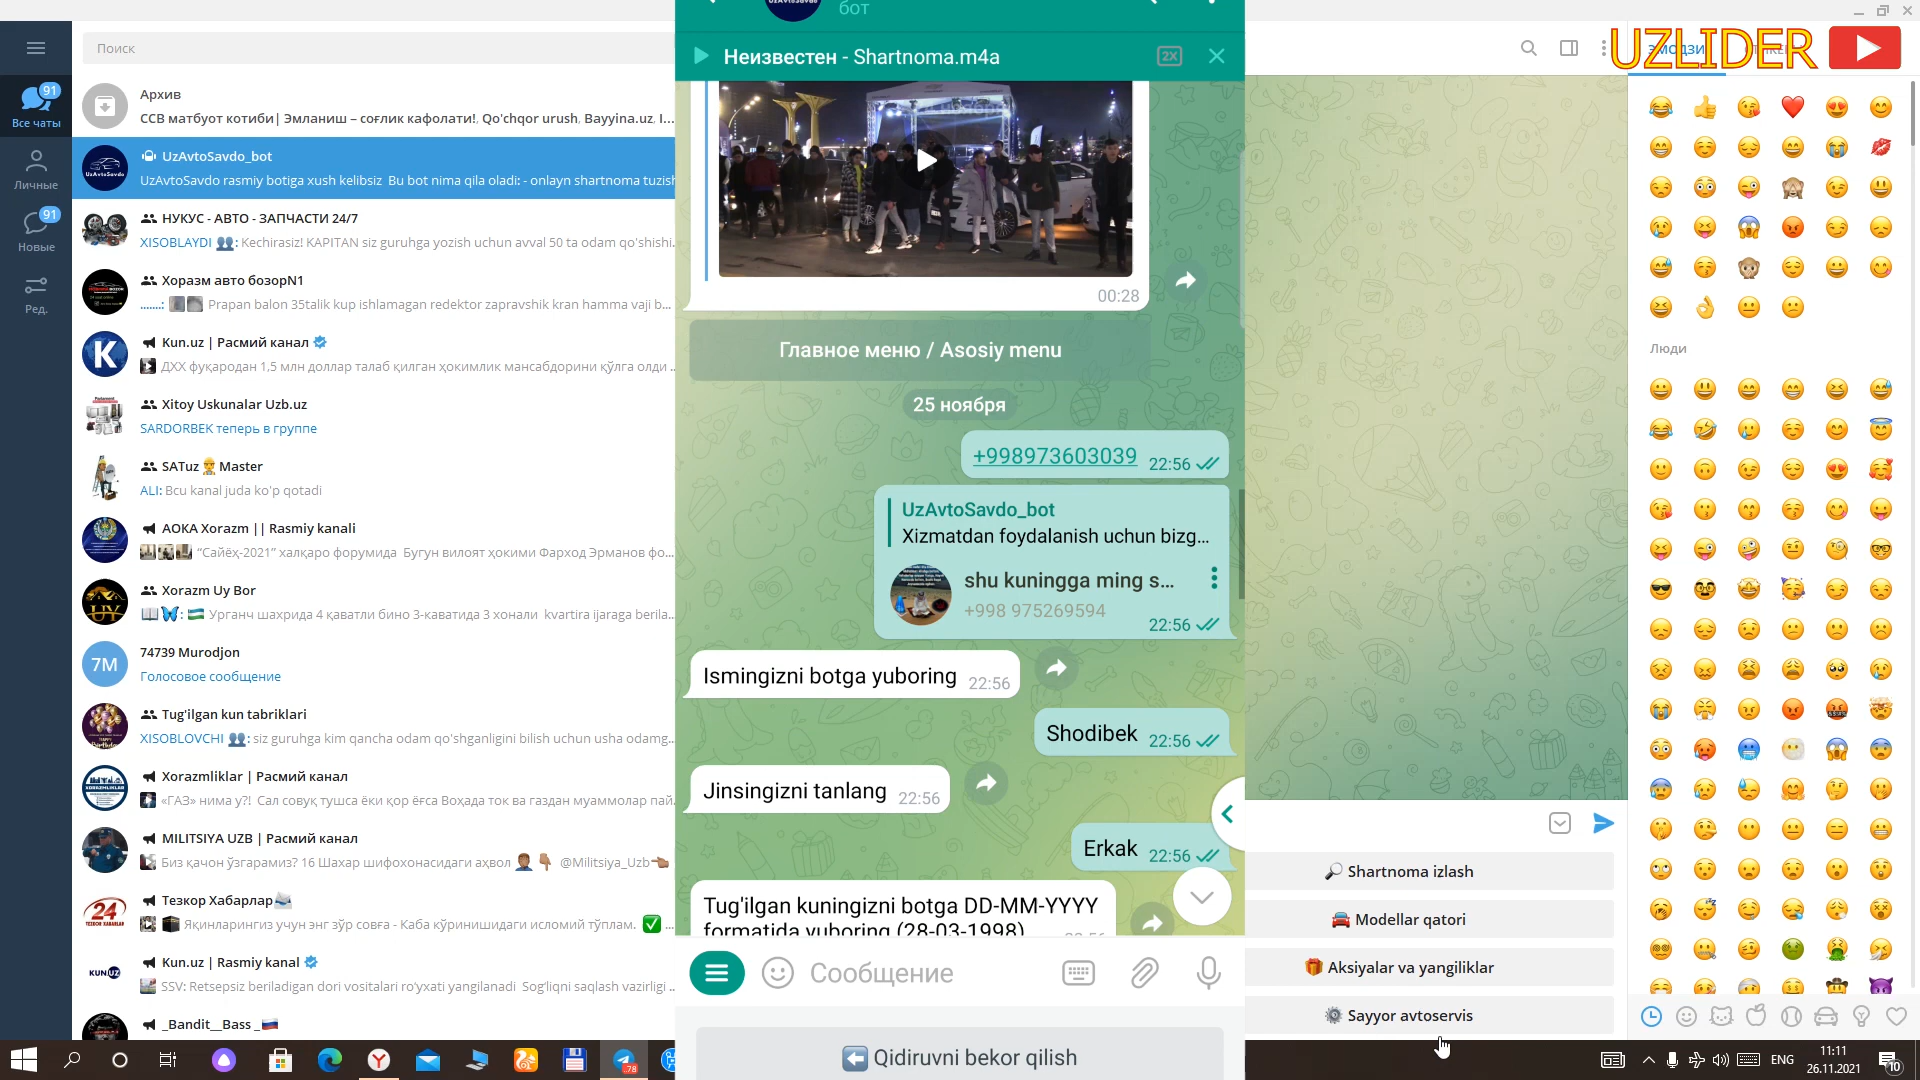 Поиск
91
Все чаты
Личные
91
Новые
Ред.
Архив
ССВ матбуот котиби| Эмланиш – соғлик кафолати!, Qo'chqor urush, Bayyina.uz, I...
UzAvtoSavdo_bot
UzAvtoSavdo rasmiy botiga xush kelibsiz Bu bot nima qila oladi: - onlayn shartnoma tuzish
НУКУС - АВТО - ЗАПЧАСТИ 24/7
XISOBLAYDI 👥: Kechirasiz! KAPITAN siz guruhga yozish uchun avval 50 ta odam qo'shishi...
Хоразм авто бозорN1
.......: Prapan balon 35talik kup ishlamagan redektor zapravshik kran hamma vaji b...
Kun.uz | Расмий канал
ДХХ фуқародан 1,5 млн доллар талаб қилган ҳокимлик мансабдорини қўлга олди ...
Xitoy Uskunalar Uzb.uz
SARDORBEK теперь в группе
SATuz 👷 Master
ALI: Bcu kanal juda ko'p qotadi
AOKA Xorazm || Rasmiy kanali
“Сайёҳ-2021” халқаро форумида Бугун вилоят ҳокими Фарход Эрманов фо...
Xorazm Uy Bor
📖🦋: 🇺🇿 Урганч шахрида 4 қаватли бино 3-каватида 3 хонали kvartira ijaraga berila...
7M
74739 Murodjon
Голосовое сообщение
Tug'ilgan kun tabriklari
XISOBLOVCHI 👥: siz guruhga kim qancha odam qo'shganligini bilish uchun usha odamg...
Xorazmliklar | Расмий канал
«ГАЗ» нима у?! Сал совуқ тушса ёки қор ёғса Воҳада ток ва газдан муаммолар пай...
MILITSIYA UZB | Расмий канал
Биз қачон ўзгарамиз? 16 Шахар шифохонасидаги аҳвол @Militsiya_Uzb
Тезкор Хабарлар
Яқинларингиз учун энг зўр совға - Каба кўринишидаги исломий тўплам. ✅ ...
Kun.uz | Rasmiy kanal
SSV: Retsepsiz beriladigan dori vositalari ro‘yxati yangilanadi Sog‘liqni saqlash vazirligi ...
_Bandit__Bass _🇷🇺
бот
Неизвестен - Shartnoma.m4a
2X
00:28
Главное меню / Asosiy menu
25 ноября
+998973603039 22:56
UzAvtoSavdo_bot
Xizmatdan foydalanish uchun bizg...
shu kuningga ming s...
+998 975269594
22:56
Ismingizni botga yuboring 22:56
Shodibek 22:56
Jinsingizni tanlang 22:56
Erkak 22:56
Tug'ilgan kuningizni botga DD-MM-YYYY
formatida yuboring (28-03-1998)
Сообщение
Qidiruvni bekor qilish
UZLIDER
Люди
Shartnoma izlash
Modellar qatori
Aksiyalar va yangiliklar
Sayyor avtoservis
ENG
11:11
26.11.2021
10